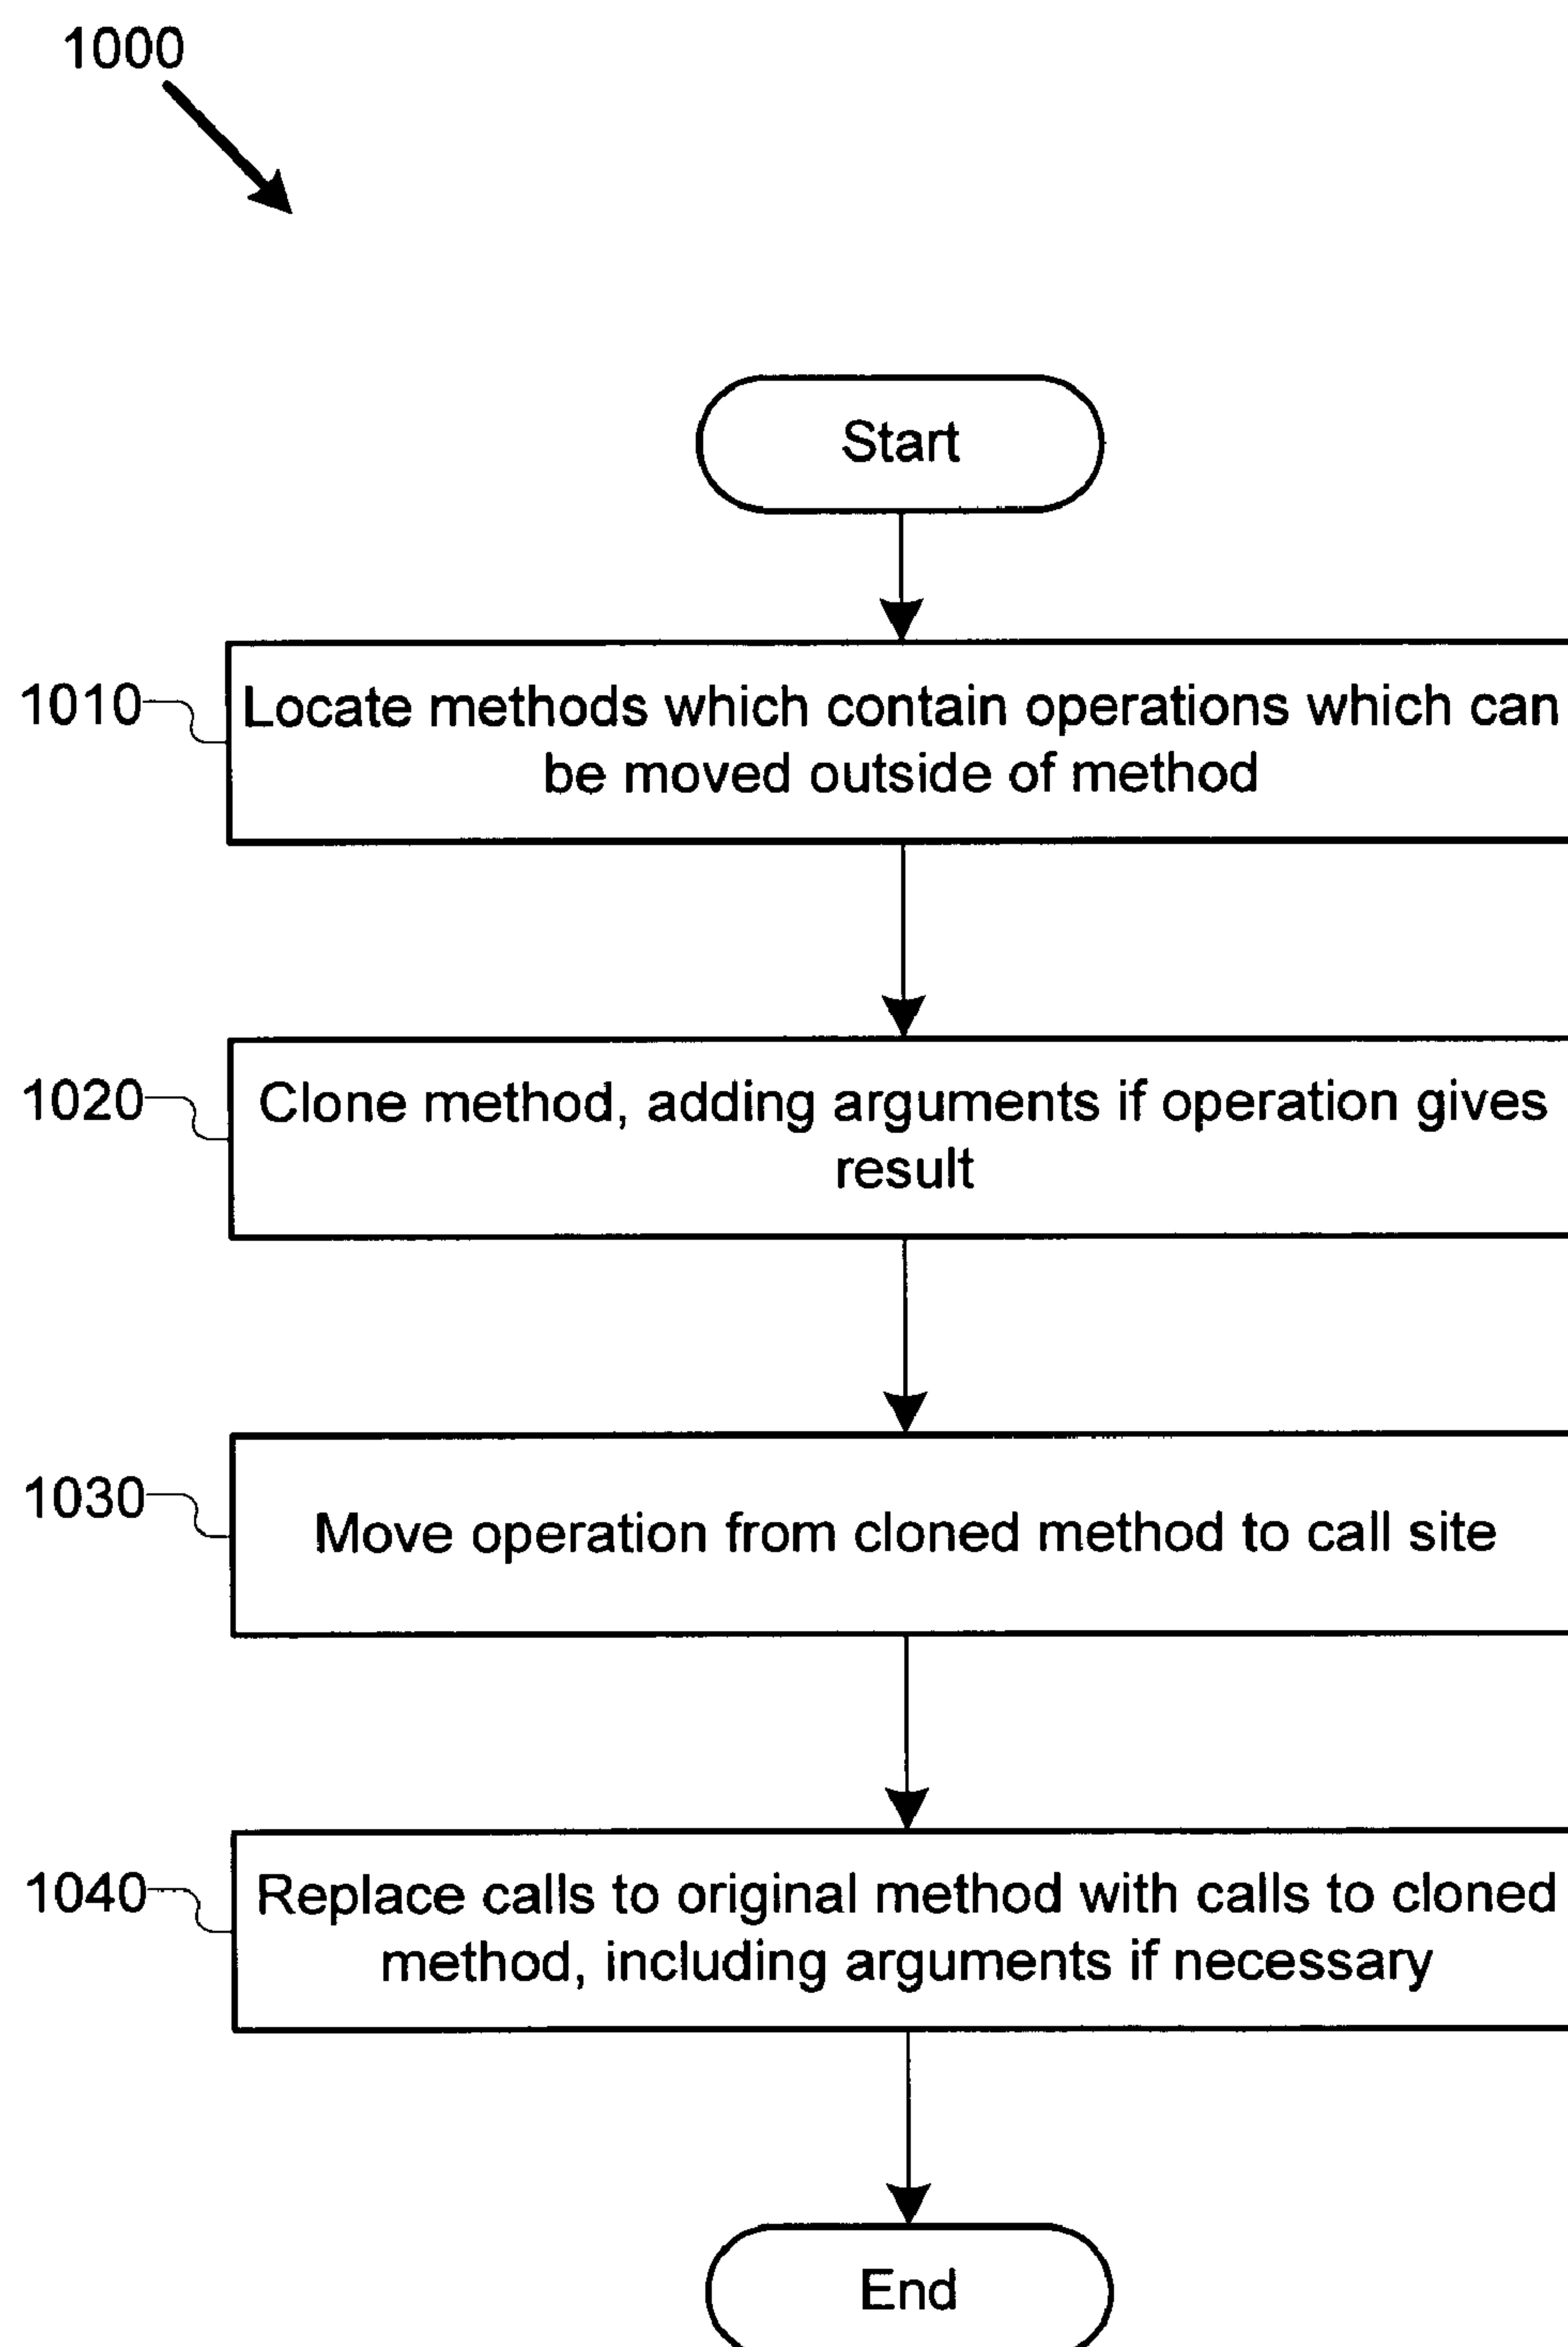 1000
Start
1010
Locate methods which contain operations which can
be moved outside of method
1020
Clone method, adding arguments if operation gives
result
1030
Move operation from cloned method to call site
1040
Replace calls to original method with calls to cloned
method, including arguments if necessary
End